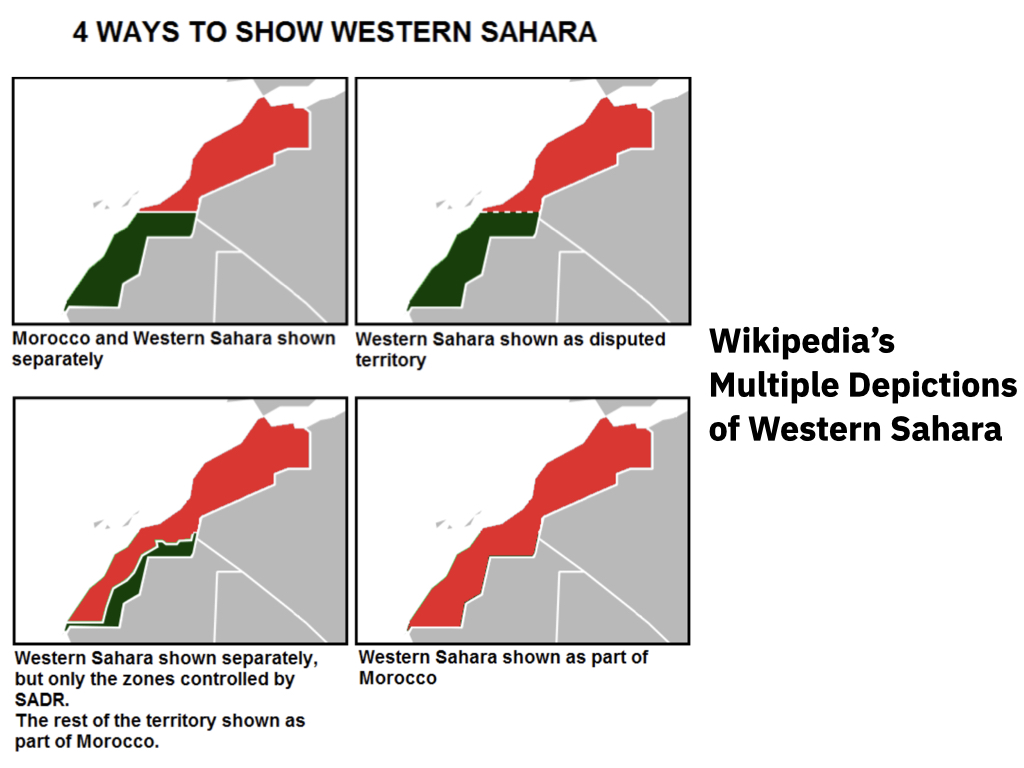 4 WAYS TO SHOW WESTERN SAHARA
Morocco and Western Sahara shown
separately
Western Sahara shown as disputed
territory
Western Sahara shown separately,
but only the zones controlled by
SADR.
The rest of the territory shown as
part of Morocco.
Western Sahara shown as part of
Morocco
Wikipedia’s
Multiple Depictions
of Western Sahara